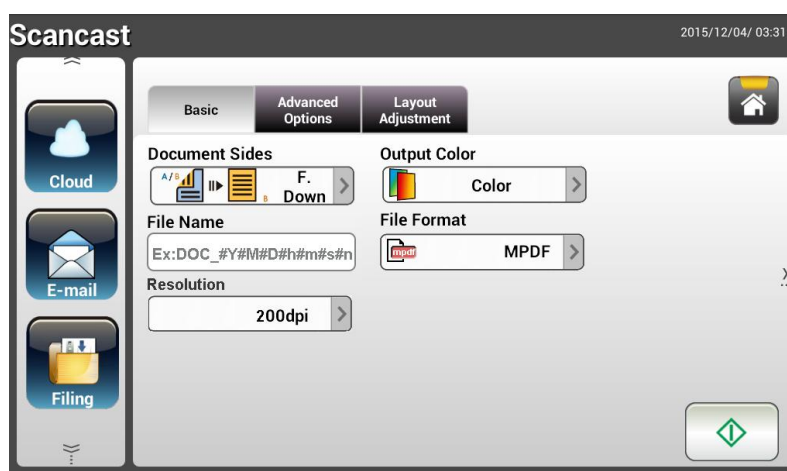 Scancast
2015/12/04/ 03:31
Cloud
E-mail
Filing
Basic
Advanced
Options
Layout
Adjustment
Document Sides
A/B
B
F.
Down
Output Color
Color
File Name
Ex:DOC_#Y#M#D#h#m#s#n
File Format
mpdf
MPDF
Resolution
200dpi